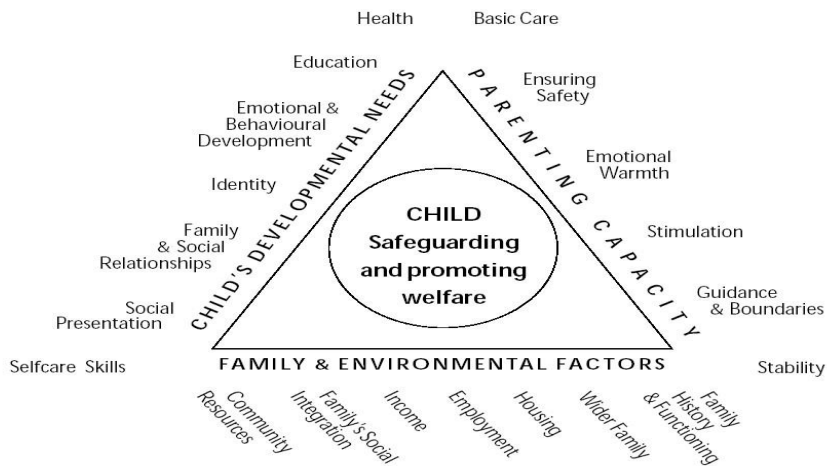 Health
Basic Care
Education
Ensuring
Safety
Emotional &
Behavioural
Development
Emotional
Warmth
Identity
Stimulation
Family
& Social
Relationships
Guidance
& Boundaries
Social
Presentation
Selfcare Skills
Stability
CHILD'S DEVELOPMENTAL NEEDS
PARENTING CAPACITY
CHILD
Safeguarding
and promoting
welfare
FAMILY & ENVIRONMENTAL FACTORS
Community
Resources
Family's Social
Integration
Income
Employment
Housing
Wider Family
Family
History
& Functioning